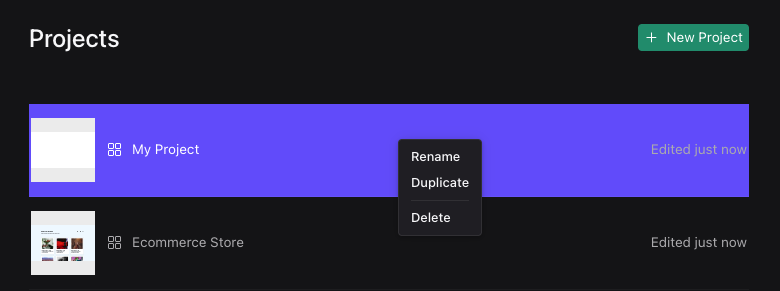 Projects
New Project
My Project
Edited just now
Rename
Duplicate
Delete
Ecommerce Store
Edited just now